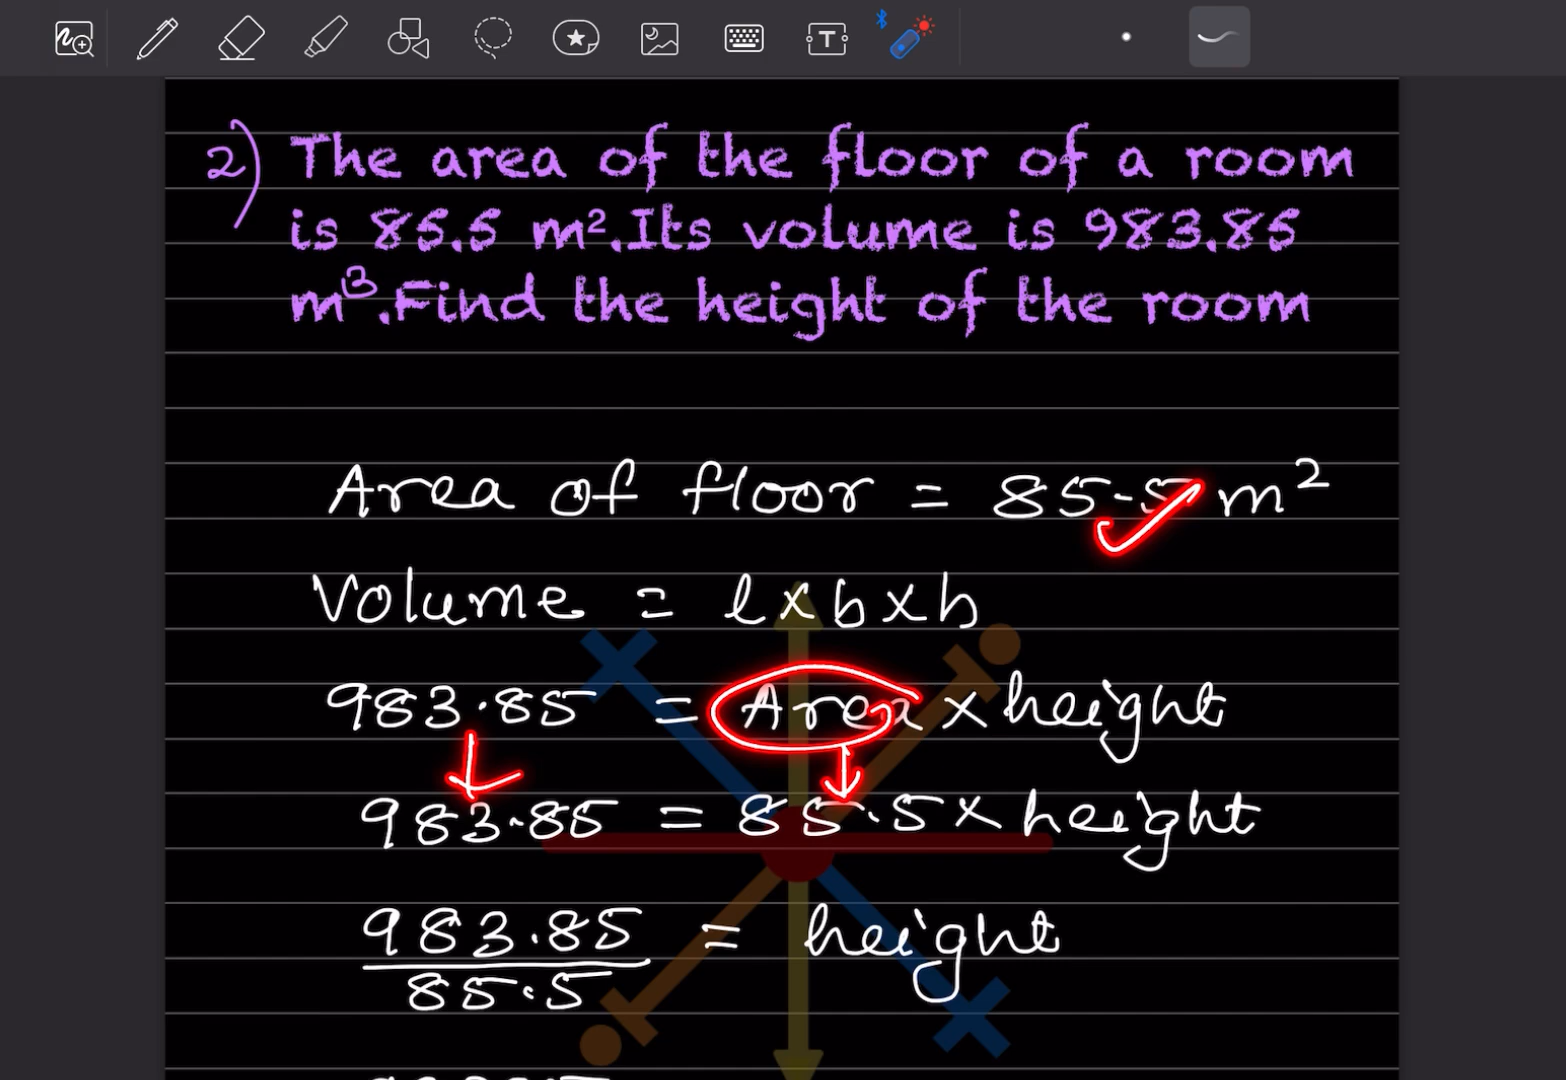 2) The area of the floor of a room
is 85.5 m².Its volume is 983.85
m³.Find the height of the room
Area of floor = 85.5 m²
Volume = l×b×h
983.85 = Area × height
983.85 = 85.5 × height
983.85 / 85.5 = height